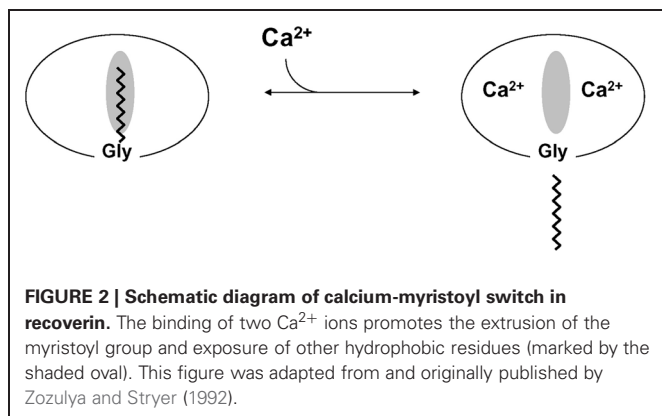 Ca²⁺
Ca²⁺ Ca²⁺
Gly Gly
FIGURE 2 | Schematic diagram of calcium-myristoyl switch in
recoverin. The binding of two Ca²⁺ ions promotes the extrusion of the
myristoyl group and exposure of other hydrophobic residues (marked by the
shaded oval). This figure was adapted from and originally published by
Zozulya and Stryer (1992).